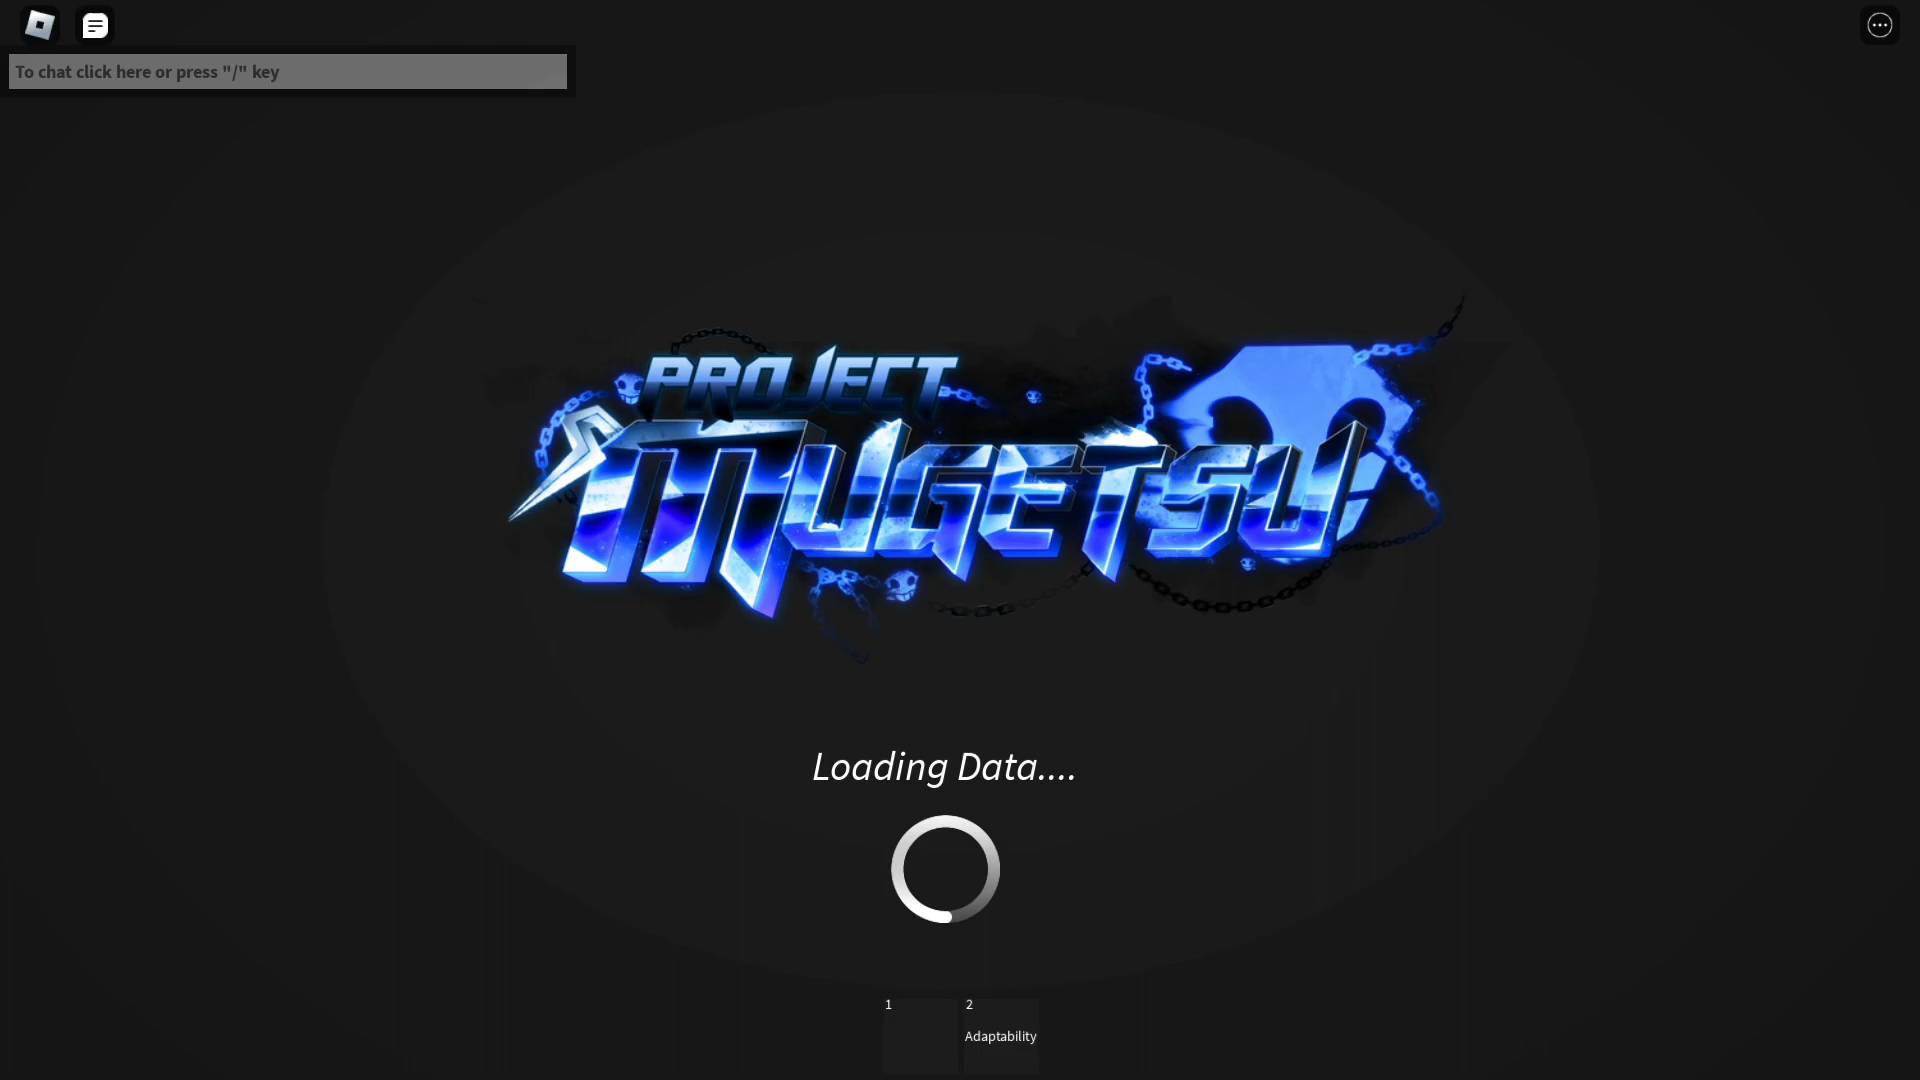 To chat click here or press "/" key
PROJECT
MUGETSU
Loading Data....
1
2
Adaptability